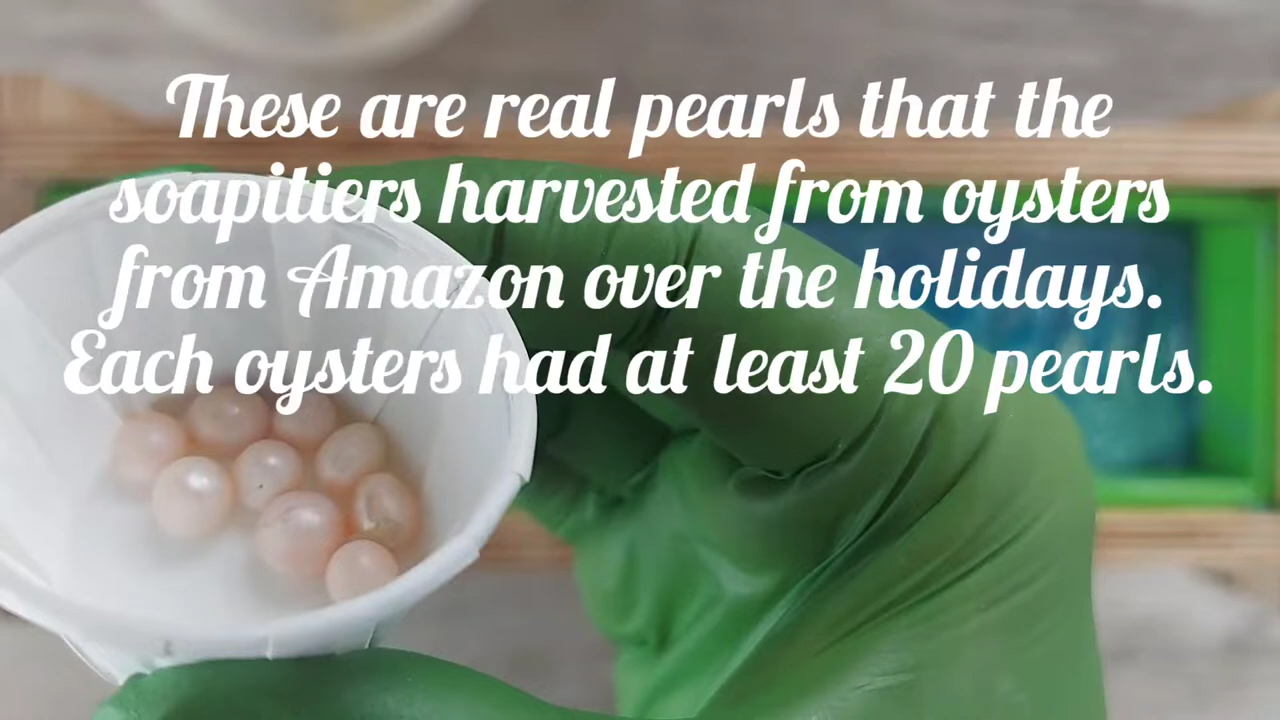 These are real pearls that the
soapitiers harvested from oysters
from Amazon over the holidays.
Each oysters had at least 20 pearls.